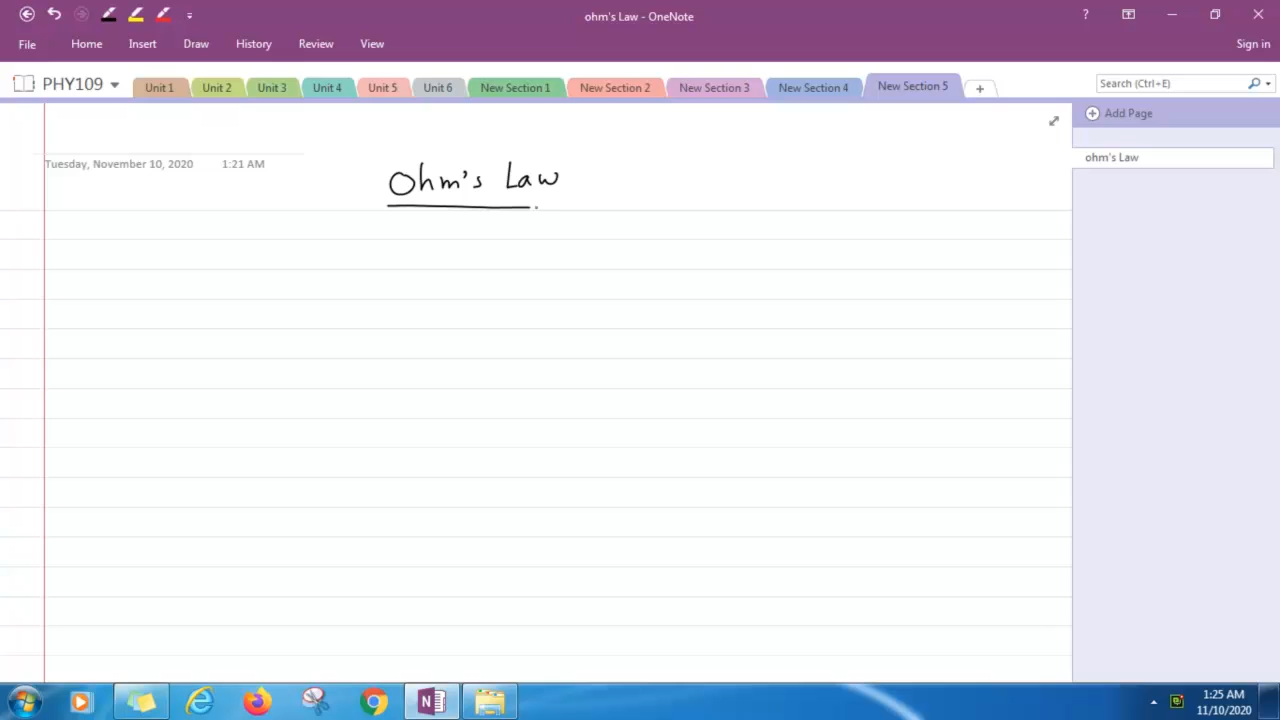 ohm's Law - OneNote
?
File Home Insert Draw History Review View Sign in
PHY109 Unit 1 Unit 2 Unit 3 Unit 4 Unit 5 Unit 6 New Section 1 New Section 2 New Section 3 New Section 4 New Section 5 + Search (Ctrl+E)
Add Page
ohm's Law
Tuesday, November 10, 2020 1:21 AM
Ohm's Law
1:25 AM
11/10/2020